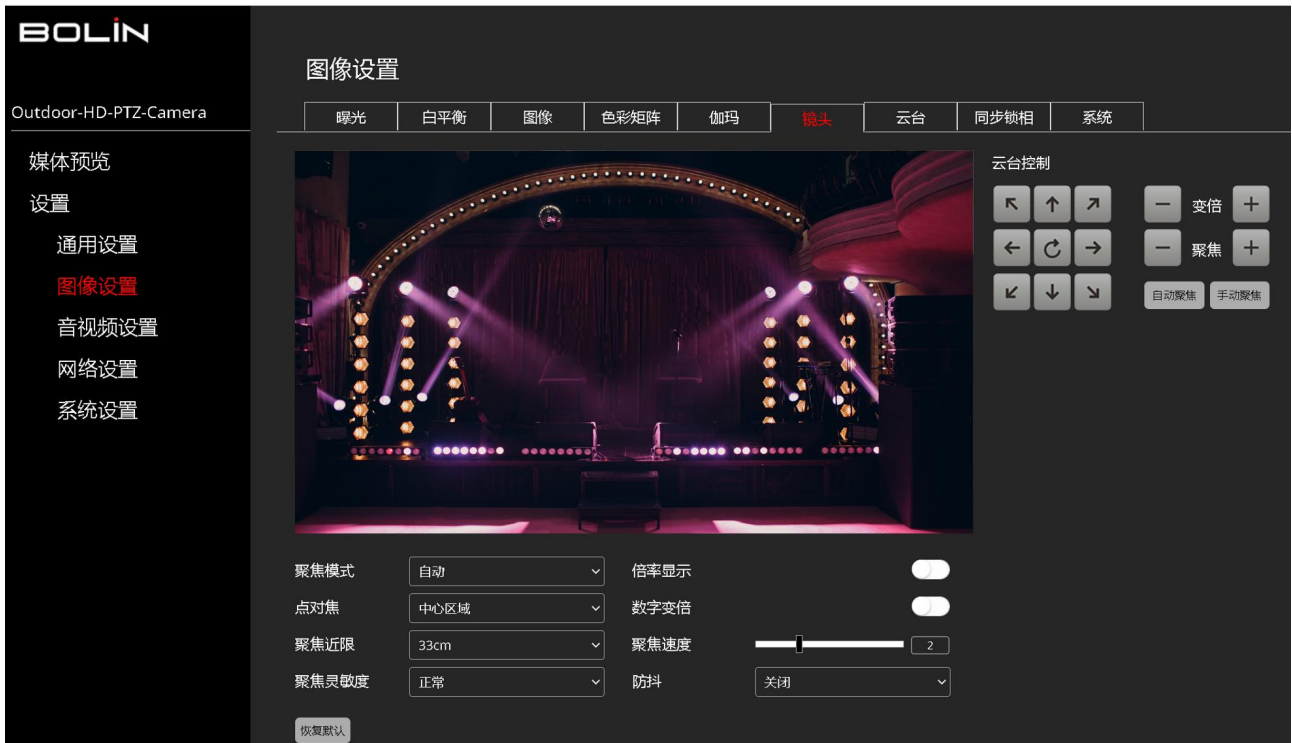 BOLIN
图像设置
Outdoor-HD-PTZ-Camera
曝光 白平衡 图像 色彩矩阵 伽玛 镜头 云台 同步锁相 系统
媒体预览
设置
通用设置
图像设置
音视频设置
网络设置
系统设置
云台控制
变倍
聚焦
自动聚焦 手动聚焦
聚焦模式 自动 倍率显示
点对焦 中心区域 数字变倍
聚焦近限 33cm 聚焦速度 2
聚焦灵敏度 正常 防抖 关闭
恢复默认